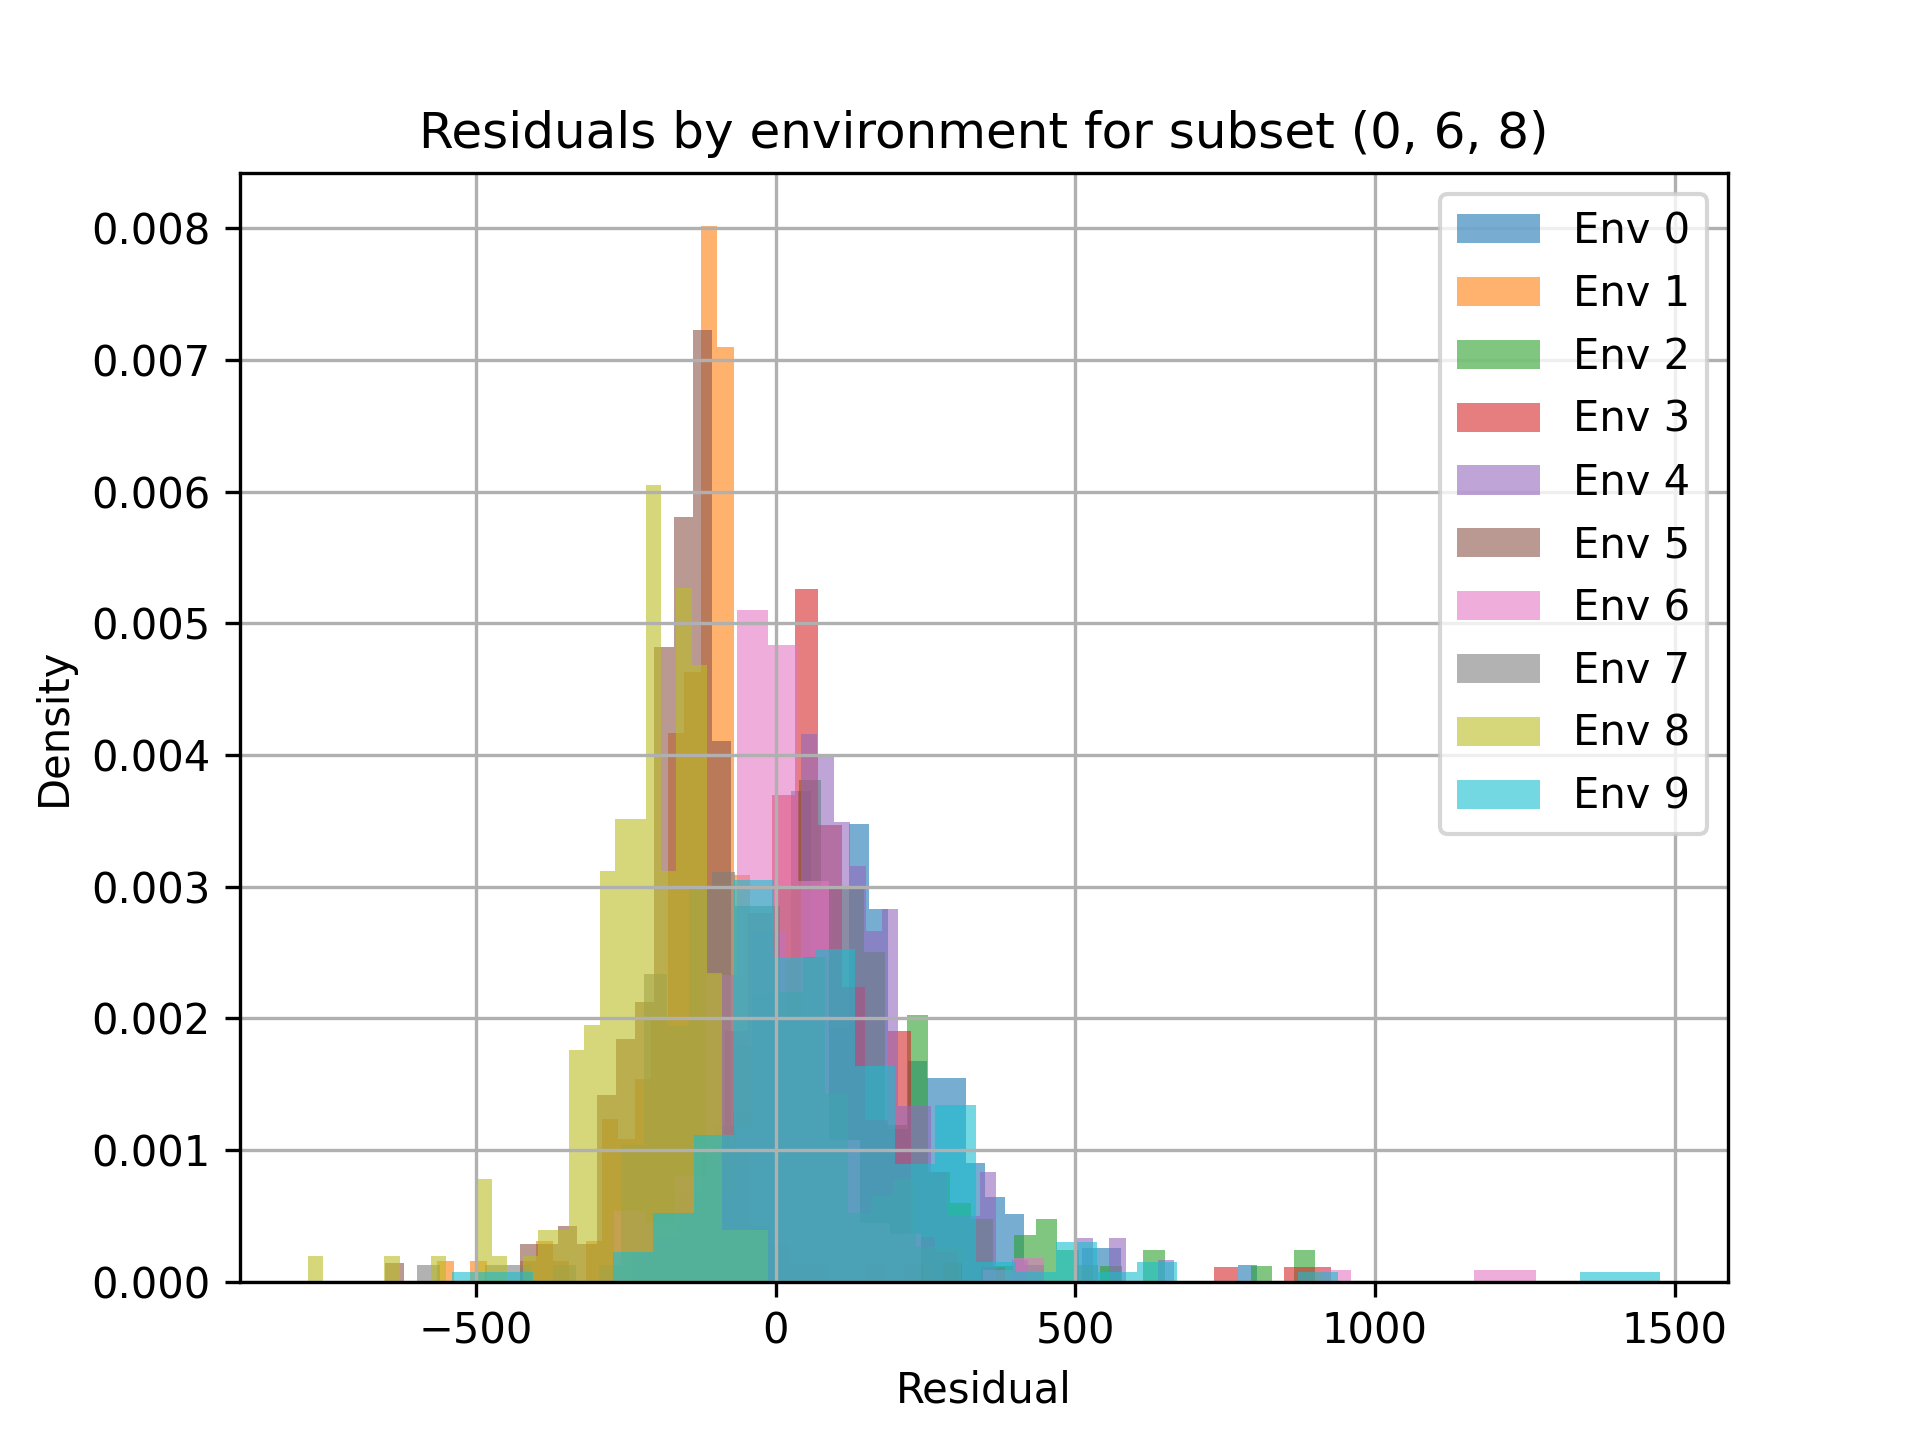 Residuals by environment for subset (0, 6, 8)
0.008
0.007
0.006
0.005
0.004
0.003
0.002
0.001
0.000
Density
−500
0
500
1000
1500
Residual
Env 0
Env 1
Env 2
Env 3
Env 4
Env 5
Env 6
Env 7
Env 8
Env 9